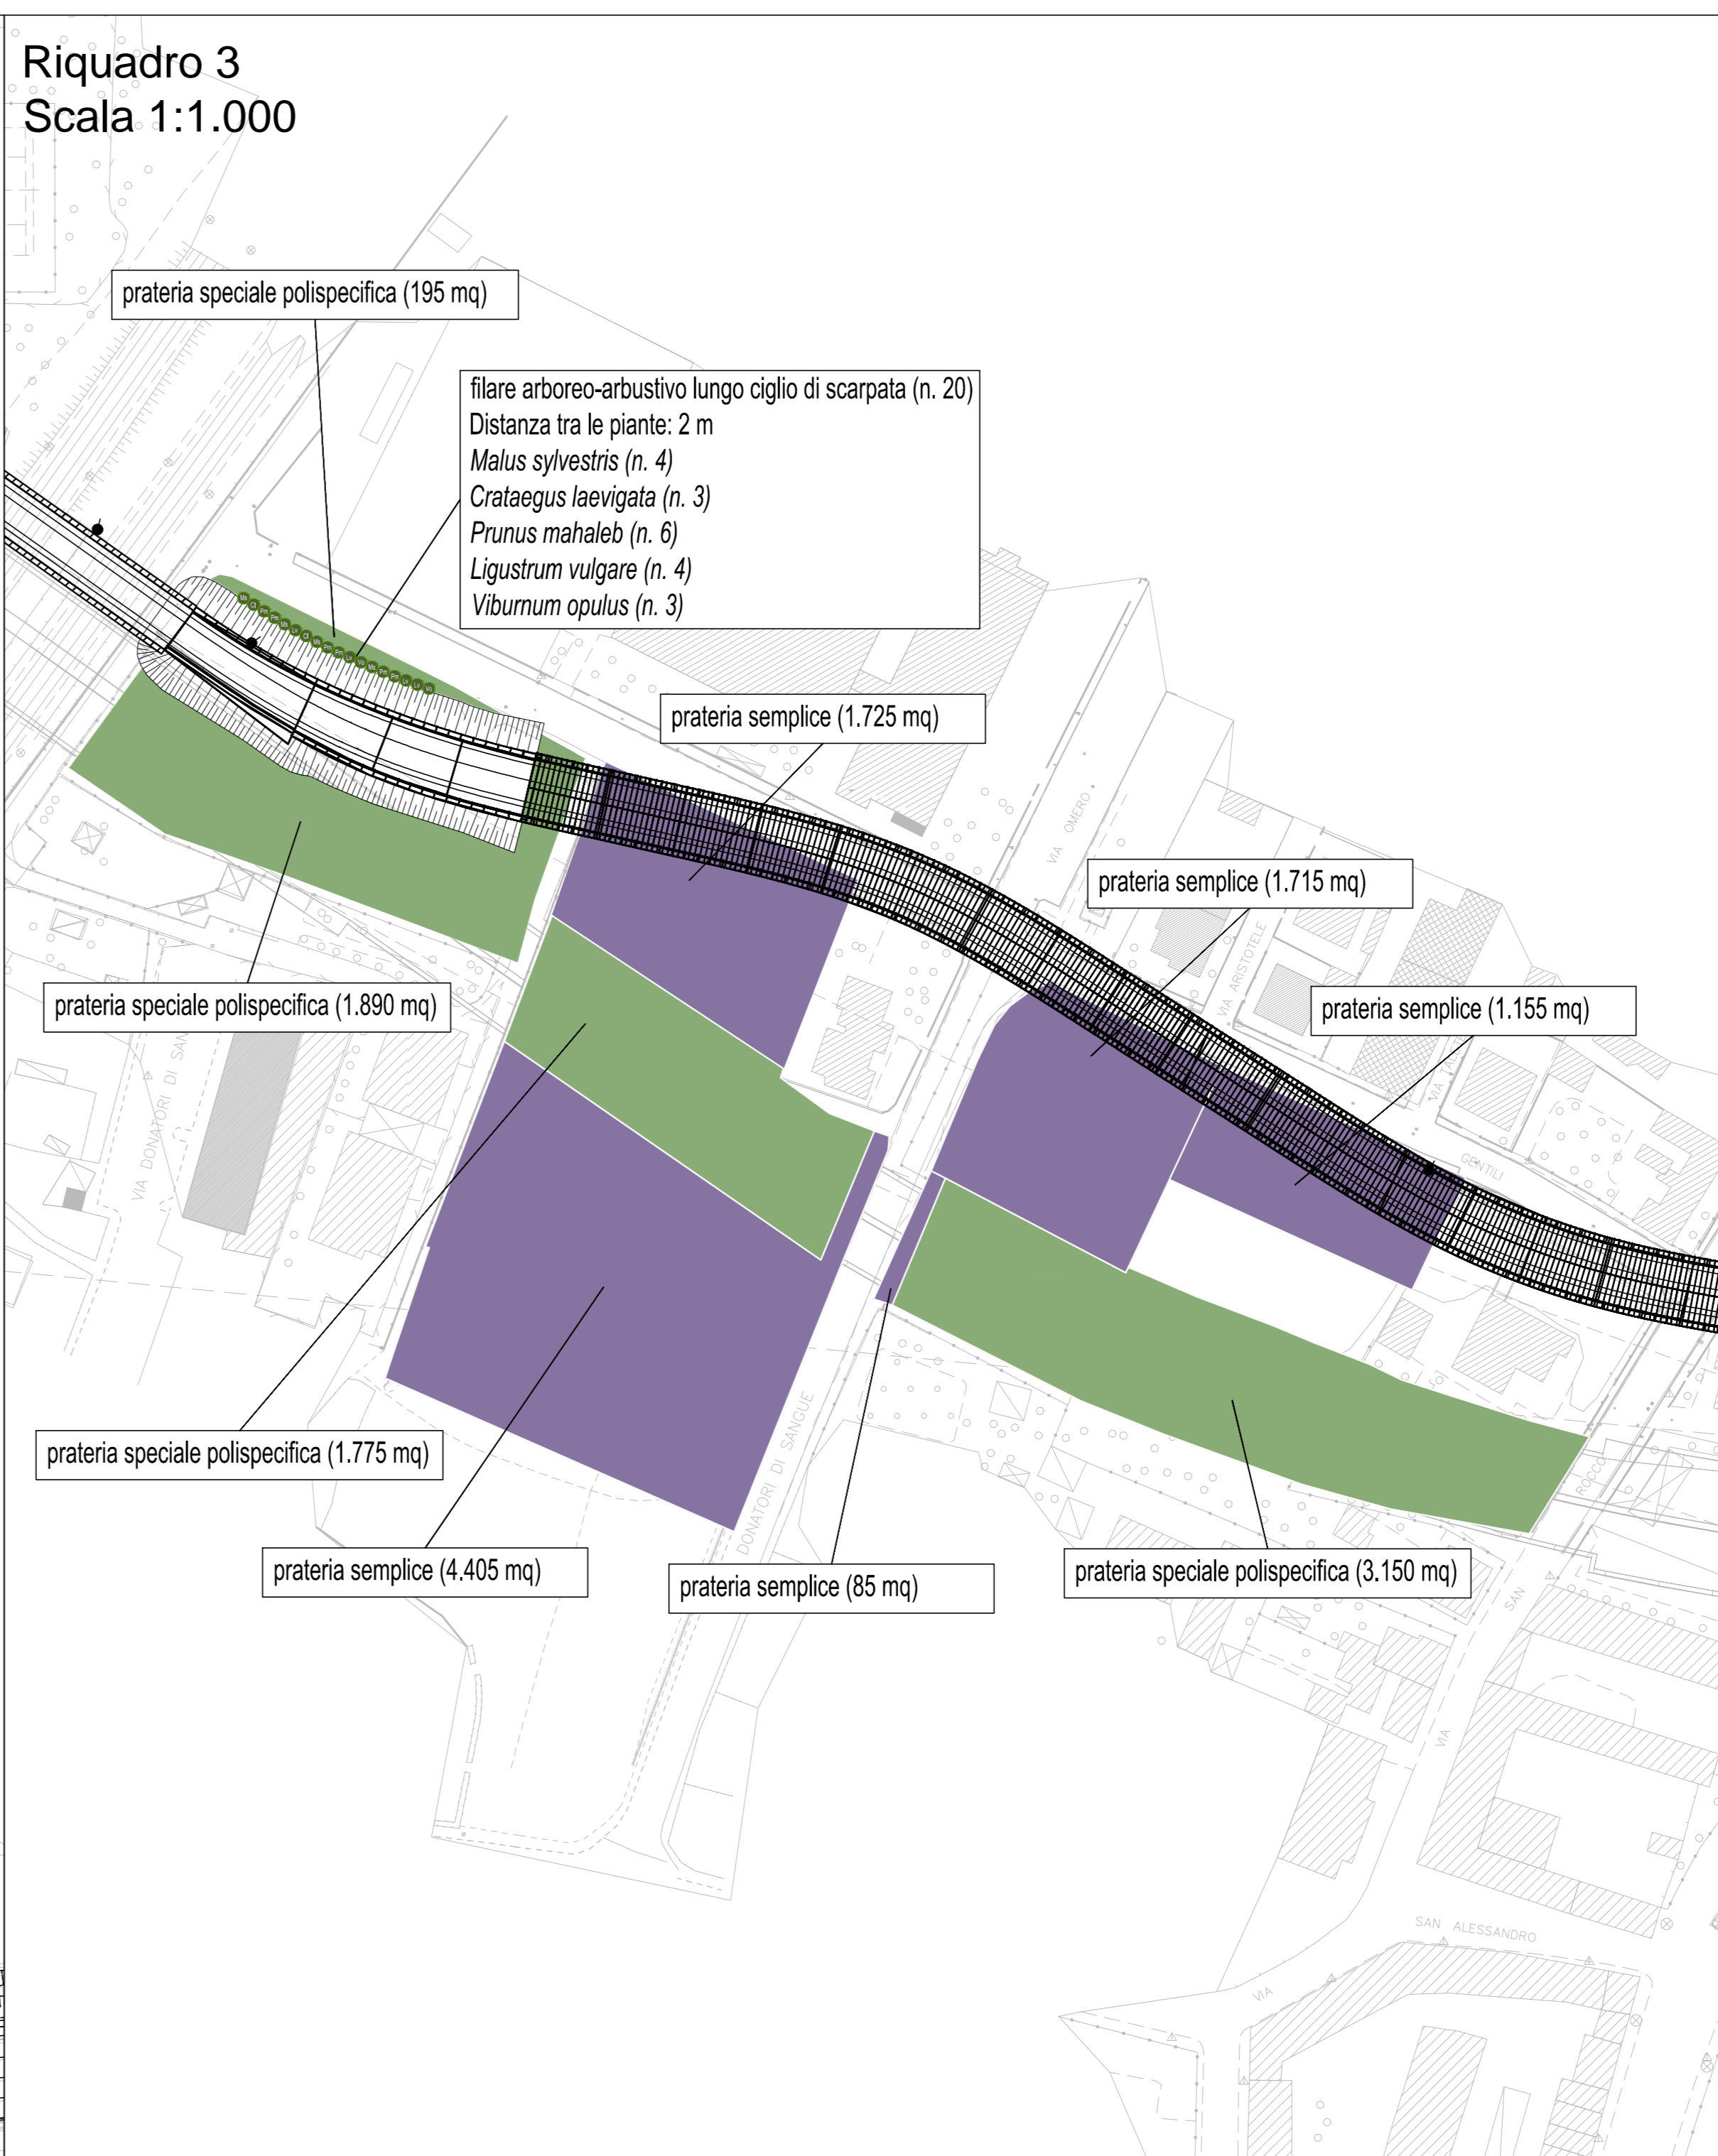 Riquadro 3
Scala 1:1.000
prateria speciale polispecifica (195 mq)
filare arboreo-arbustivo lungo ciglio di scarpata (n. 20)
Distanza tra le piante: 2 m
Malus sylvestris (n. 4)
Crataegus laevigata (n. 3)
Prunus mahaleb (n. 6)
Ligustrum vulgare (n. 4)
Viburnum opulus (n. 3)
prateria semplice (1.725 mq)
VIA OMERO
prateria semplice (1.715 mq)
VIA ARISTOTELE
prateria speciale polispecifica (1.890 mq)
prateria semplice (1.155 mq)
VIA DONATORI DI SAN
GENTILI
prateria speciale polispecifica (1.775 mq)
DONATORI DI SANGUE
prateria semplice (4.405 mq)
prateria semplice (85 mq)
prateria speciale polispecifica (3.150 mq)
VIA SAN ROCCO
VIA SAN ALESSANDRO